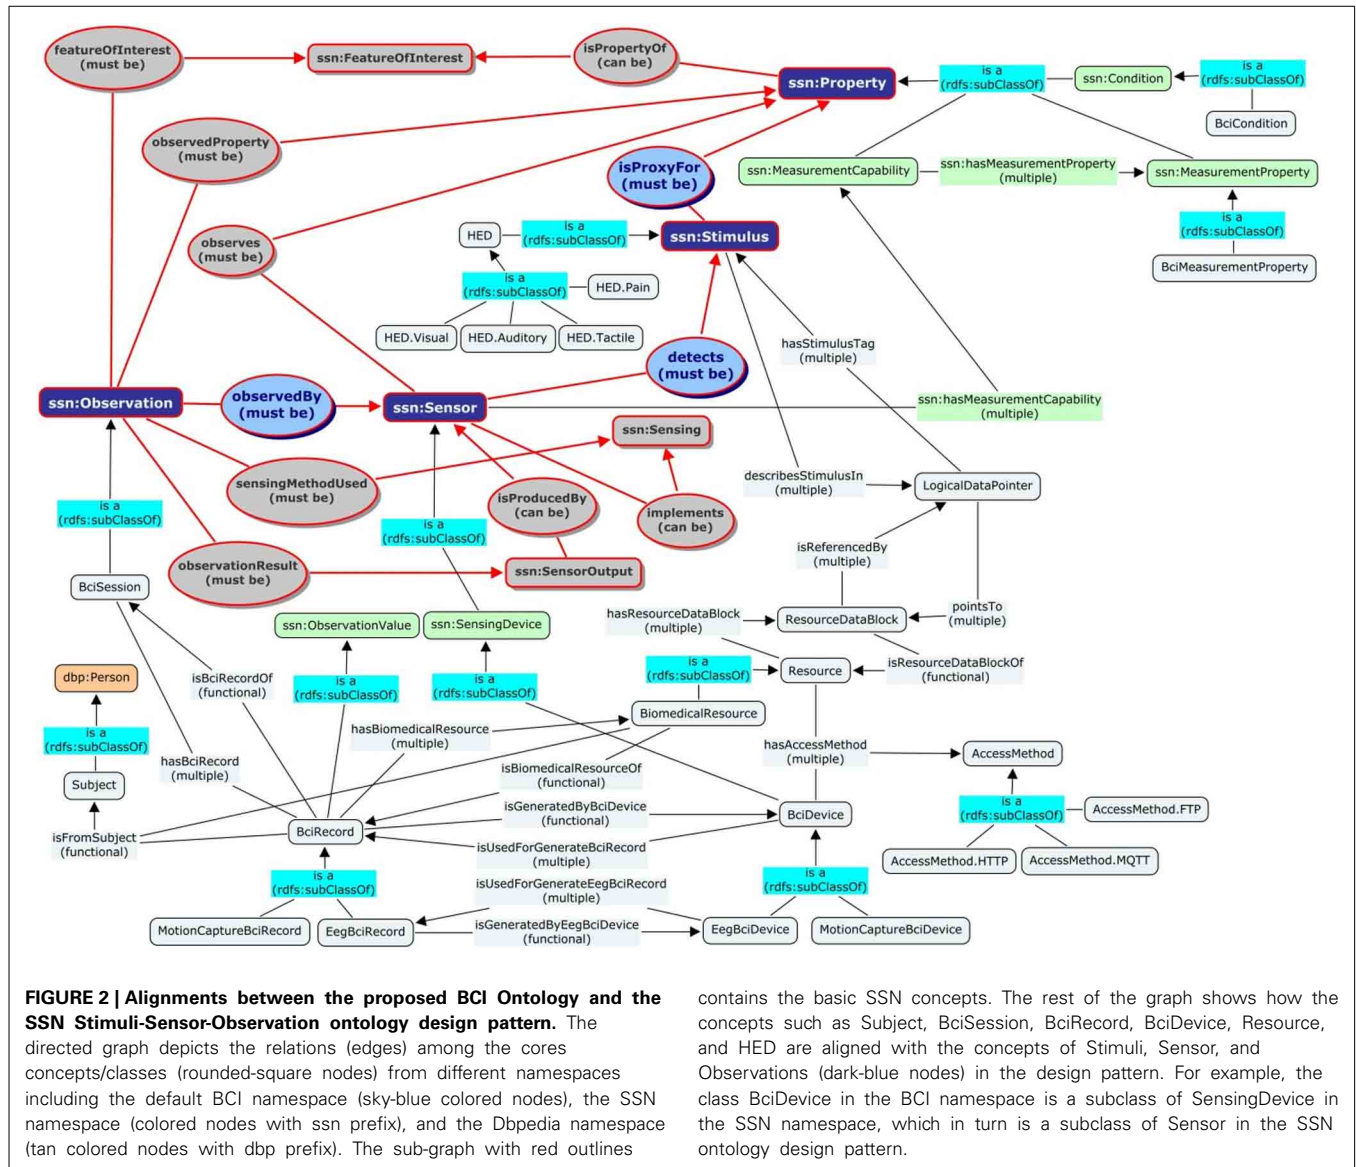 featureOfInterest
(must be)
ssn:FeatureOfInterest
isPropertyOf
(can be)
ssn:Property
is a
(rdfs:subClassOf)
ssn:Condition
is a
(rdfs:subClassOf)
BciCondition
observedProperty
(must be)
isProxyFor
(must be)
ssn:MeasurementCapability
ssn:hasMeasurementProperty
(multiple)
ssn:MeasurementProperty
observes
(must be)
HED
is a
(rdfs:subClassOf)
ssn:Stimulus
is a
(rdfs:subClassOf)
BciMeasurementProperty
is a
(rdfs:subClassOf)
HED.Pain
HED.Visual
HED.Auditory
HED.Tactile
hasStimulusTag
(multiple)
detects
(must be)
ssn:Observation
observedBy
(must be)
ssn:Sensor
ssn:hasMeasurementCapability
(multiple)
ssn:Sensing
sensingMethodUsed
(must be)
isProducedBy
(can be)
implements
(can be)
describesStimulusIn
(multiple)
LogicalDataPointer
is a
(rdfs:subClassOf)
is a
(rdfs:subClassOf)
isReferencedBy
(multiple)
observationResult
(must be)
ssn:SensorOutput
BciSession
ssn:ObservationValue
ssn:SensingDevice
hasResourceDataBlock
(multiple)
ResourceDataBlock
pointsTo
(multiple)
dbp:Person
isBciRecordOf
(functional)
is a
(rdfs:subClassOf)
is a
(rdfs:subClassOf)
is a
(rdfs:subClassOf)
Resource
isResourceDataBlockOf
(functional)
BiomedicalResource
is a
(rdfs:subClassOf)
hasBciRecord
(multiple)
hasBiomedicalResource
(multiple)
hasAccessMethod
(multiple)
AccessMethod
Subject
isBiomedicalResourceOf
(functional)
is a
(rdfs:subClassOf)
AccessMethod.FTP
isFromSubject
(functional)
BciRecord
isGeneratedByBciDevice
(functional)
BciDevice
isUsedForGenerateBciRecord
(multiple)
AccessMethod.HTTP
AccessMethod.MQTT
is a
(rdfs:subClassOf)
isUsedForGenerateEegBciRecord
(multiple)
is a
(rdfs:subClassOf)
MotionCaptureBciRecord
EegBciRecord
isGeneratedByEegBciDevice
(functional)
EegBciDevice
MotionCaptureBciDevice
FIGURE 2 | Alignments between the proposed BCI Ontology and the
SSN Stimuli-Sensor-Observation ontology design pattern. The
directed graph depicts the relations (edges) among the cores
concepts/classes (rounded-square nodes) from different namespaces
including the default BCI namespace (sky-blue colored nodes), the SSN
namespace (colored nodes with ssn prefix), and the Dbpedia namespace
(tan colored nodes with dbp prefix). The sub-graph with red outlines
contains the basic SSN concepts. The rest of the graph shows how the
concepts such as Subject, BciSession, BciRecord, BciDevice, Resource,
and HED are aligned with the concepts of Stimuli, Sensor, and
Observations (dark-blue nodes) in the design pattern. For example, the
class BciDevice in the BCI namespace is a subclass of SensingDevice in
the SSN namespace, which in turn is a subclass of Sensor in the SSN
ontology design pattern.